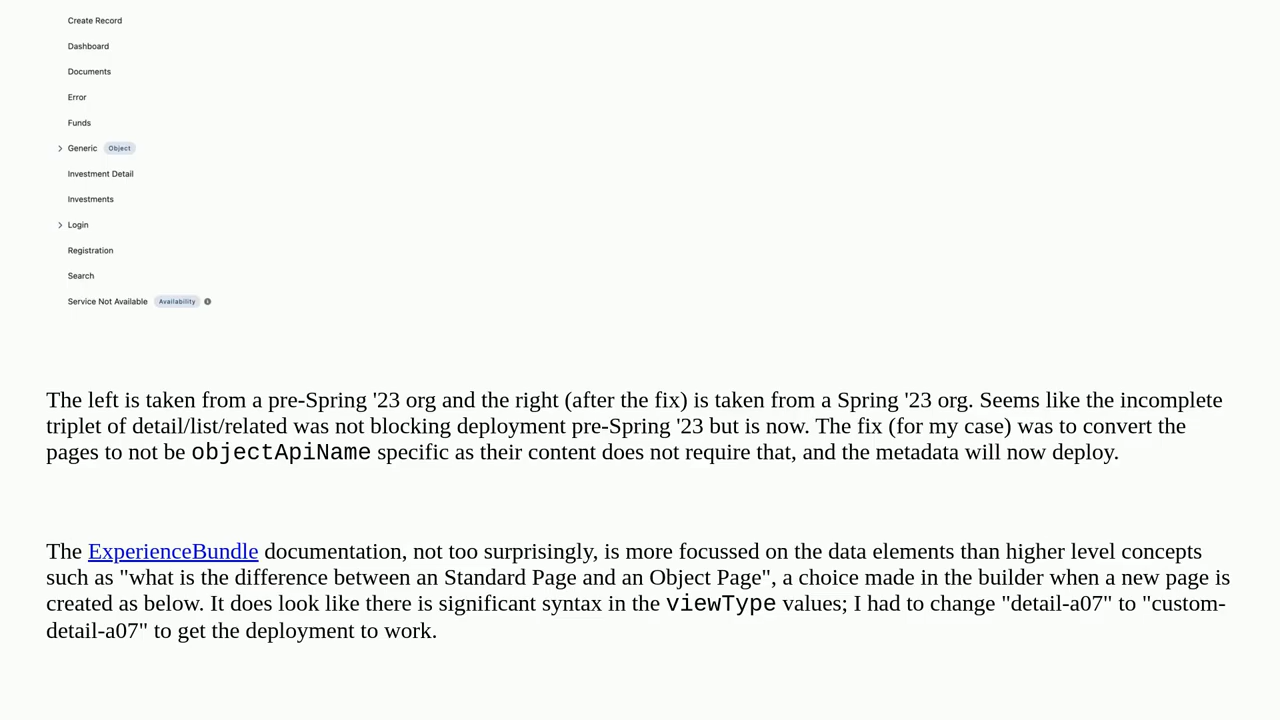 Create Record
Dashboard
Documents
Error
Funds
Generic Object
Investment Detail
Investments
Login
Registration
Search
Service Not Available Availability
The left is taken from a pre-Spring '23 org and the right (after the fix) is taken from a Spring '23 org. Seems like the incomplete
triplet of detail/list/related was not blocking deployment pre-Spring '23 but is now. The fix (for my case) was to convert the
pages to not be objectApiName specific as their content does not require that, and the metadata will now deploy.
The ExperienceBundle documentation, not too surprisingly, is more focussed on the data elements than higher level concepts
such as "what is the difference between an Standard Page and an Object Page", a choice made in the builder when a new page is
created as below. It does look like there is significant syntax in the viewType values; I had to change "detail-a07" to "custom-
detail-a07" to get the deployment to work.